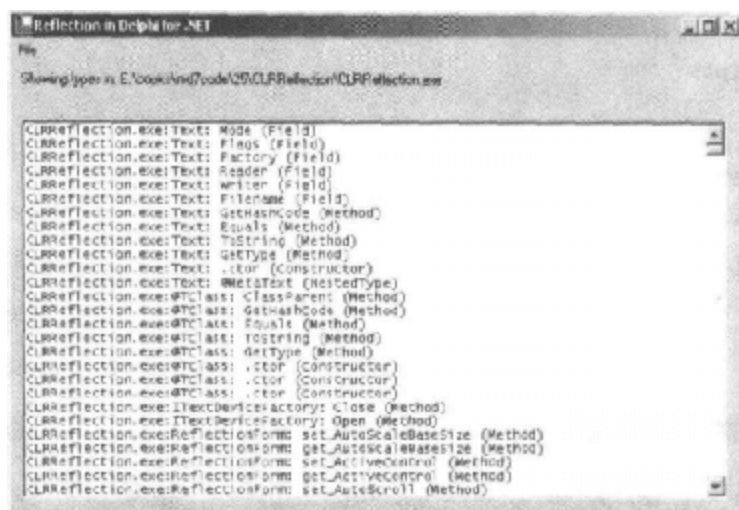 Reflection in Delphi for .NET
File
Showing types in: E:\books\md7code\25\CLRReflection\CLRReflection.exe
CLRReflection.exe:Text: Mode (Field)
CLRReflection.exe:Text: Flags (Field)
CLRReflection.exe:Text: Factory (Field)
CLRReflection.exe:Text: Reader (Field)
CLRReflection.exe:Text: Writer (Field)
CLRReflection.exe:Text: Filename (Field)
CLRReflection.exe:Text: GetHashCode (Method)
CLRReflection.exe:Text: Equals (Method)
CLRReflection.exe:Text: ToString (Method)
CLRReflection.exe:Text: GetType (Method)
CLRReflection.exe:Text: .ctor (Constructor)
CLRReflection.exe:Text: @MetaText (NestedType)
CLRReflection.exe:@TClass: ClassParent (Method)
CLRReflection.exe:@TClass: GetHashCode (Method)
CLRReflection.exe:@TClass: Equals (Method)
CLRReflection.exe:@TClass: ToString (Method)
CLRReflection.exe:@TClass: GetType (Method)
CLRReflection.exe:@TClass: .ctor (Constructor)
CLRReflection.exe:@TClass: .ctor (Constructor)
CLRReflection.exe:@TClass: .ctor (Constructor)
CLRReflection.exe:ITextDeviceFactory: Close (Method)
CLRReflection.exe:ITextDeviceFactory: Open (Method)
CLRReflection.exe:ReflectionForm: set_AutoScaleBaseSize (Method)
CLRReflection.exe:ReflectionForm: get_AutoScaleBaseSize (Method)
CLRReflection.exe:ReflectionForm: set_ActiveControl (Method)
CLRReflection.exe:ReflectionForm: get_ActiveControl (Method)
CLRReflection.exe:ReflectionForm: set_AutoScroll (Method)